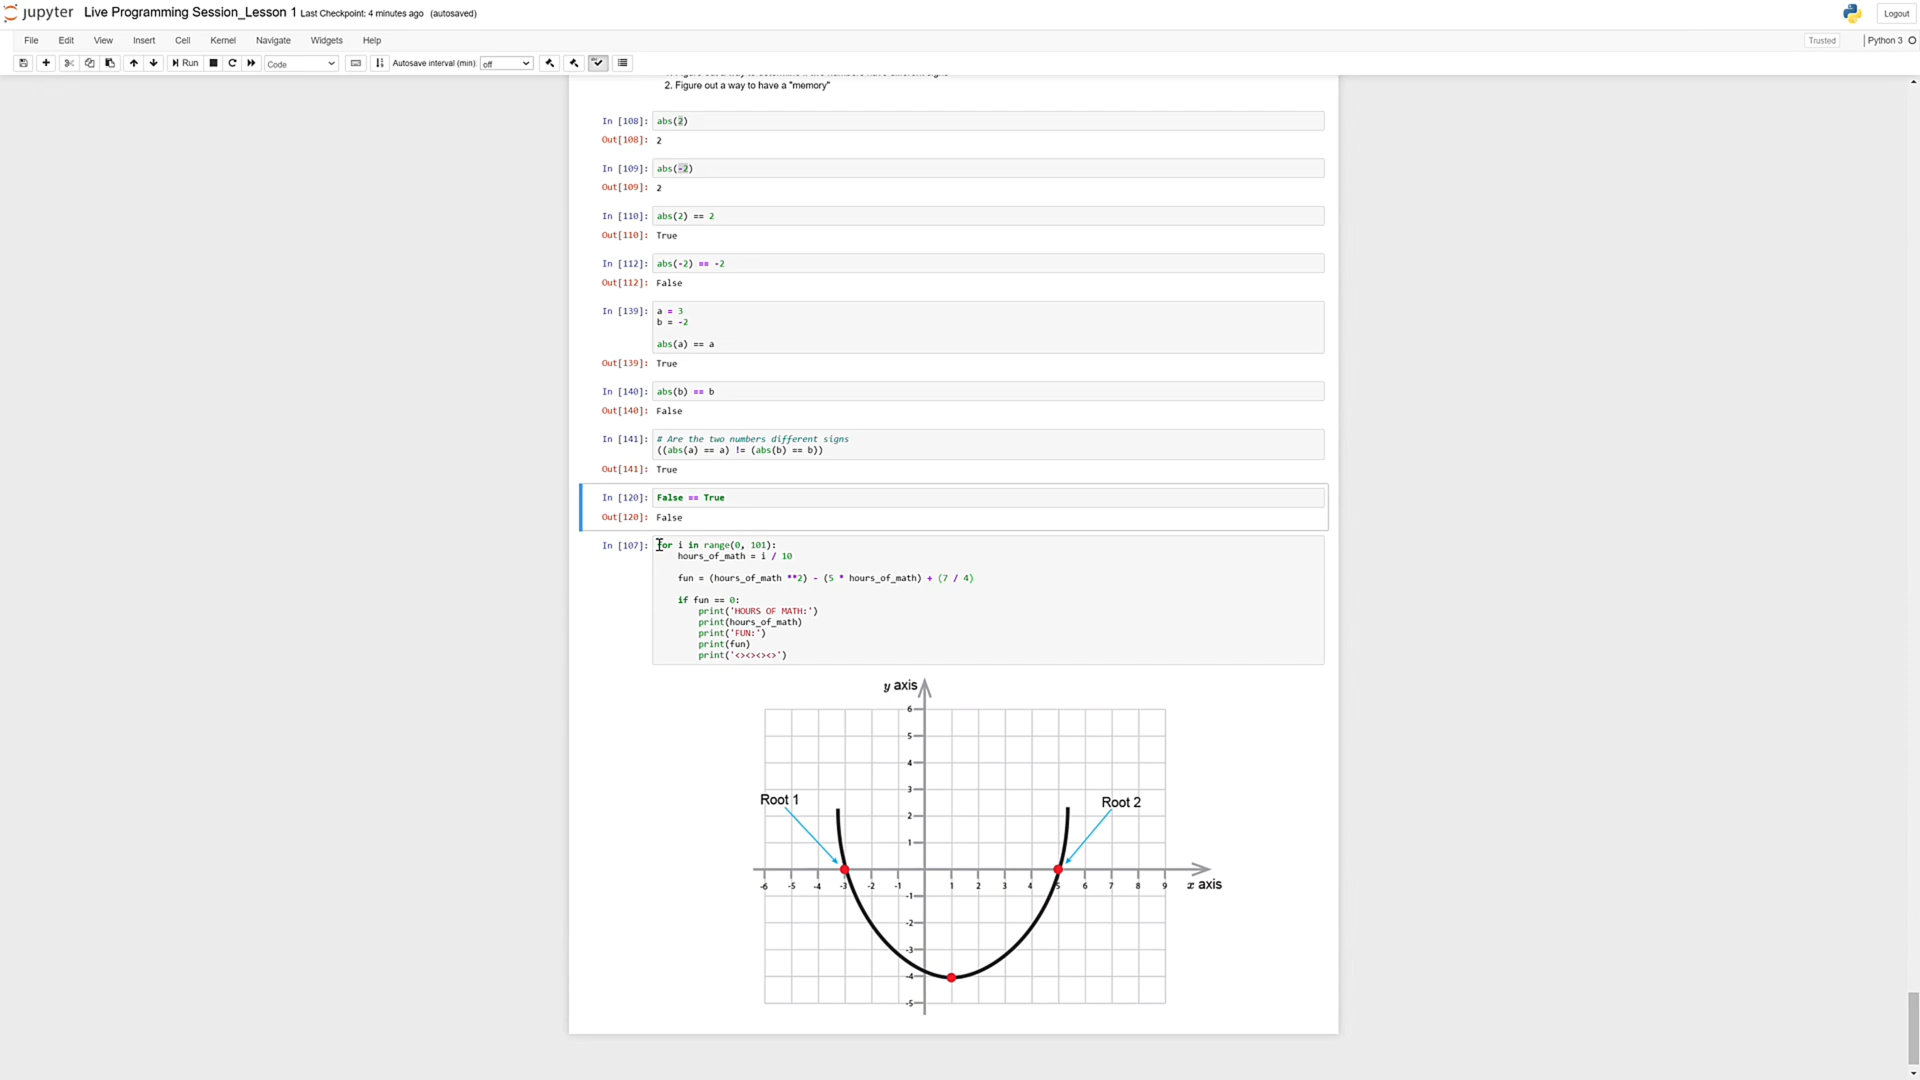 jupyter Live Programming Session_Lesson 1 Last Checkpoint: 4 minutes ago (autosaved)
Logout
File Edit View Insert Cell Kernel Navigate Widgets Help
Trusted Python 3
Run Code Autosave interval (min): off
2. Figure out a way to have a "memory"
In [108]: abs(2)
Out[108]: 2
In [109]: abs(-2)
Out[109]: 2
In [110]: abs(2) == 2
Out[110]: True
In [112]: abs(-2) == -2
Out[112]: False
In [139]: a = 3
b = -2
abs(a) == a
Out[139]: True
In [140]: abs(b) == b
Out[140]: False
In [141]: # Are the two numbers different signs
((abs(a) == a) != (abs(b) == b))
Out[141]: True
In [120]: False == True
Out[120]: False
In [107]: for i in range(0, 101):
hours_of_math = i / 10
fun = (hours_of_math **2) - (5 * hours_of_math) + (7 / 4)
if fun == 0:
print('HOURS OF MATH:')
print(hours_of_math)
print('FUN:')
print(fun)
print('<><><><>')
y axis
6
5
4
3
Root 1
Root 2
2
1
-6 -5 -4 -3 -2 -1 1 2 3 4 5 6 7 8 9 x axis
-1
-2
-3
-4
-5